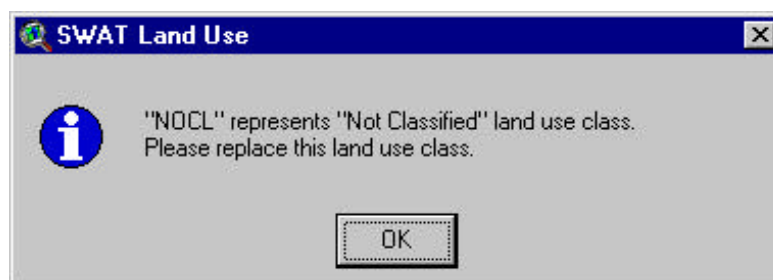 SWAT Land Use
"NOCL" represents "Not Classified" land use class.
Please replace this land use class.
OK